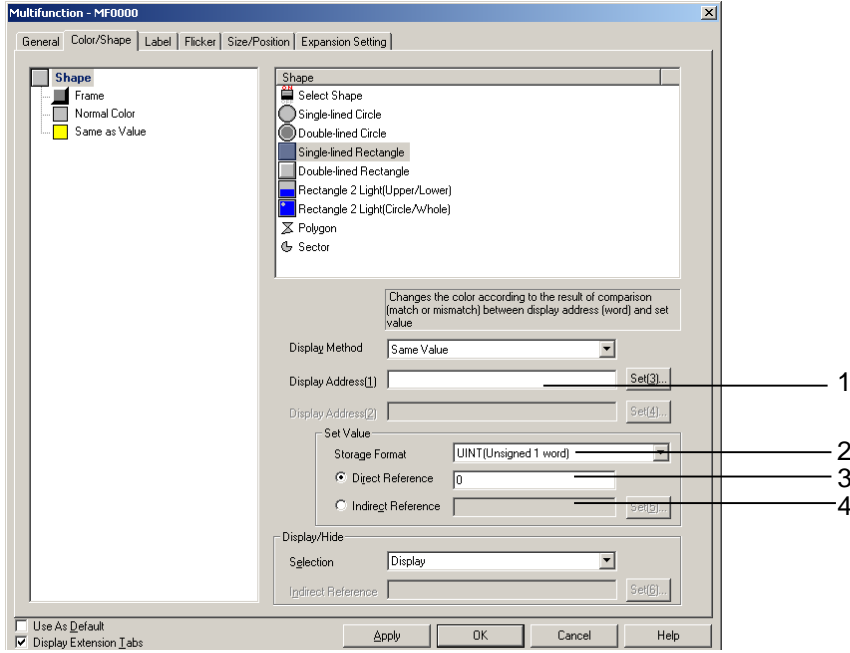 Multifunction - MF0000
General Color/Shape Label Flicker Size/Position Expansion Setting
Shape
Frame
Normal Color
Same as Value
Shape
Select Shape
Single-lined Circle
Double-lined Circle
Single-lined Rectangle
Double-lined Rectangle
Rectangle 2 Light(Upper/Lower)
Rectangle 2 Light(Circle/Whole)
Polygon
Sector
Changes the color according to the result of comparison
(match or mismatch) between display address (word) and set
value
Display Method Same Value
Display Address(1) Set(3)... 1
Display Address(2) Set(4)...
Set Value
Storage Format UINT(Unsigned 1 word) 2
Direct Reference 0 3
Indirect Reference Set(5)... 4
Display/Hide
Selection Display
Indirect Reference Set(6)...
Use As Default
Display Extension Tabs
Apply OK Cancel Help